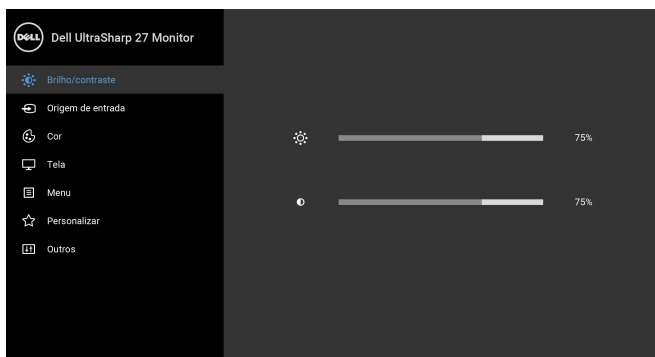 DELL Dell UltraSharp 27 Monitor
Brilho/contraste
Origem de entrada
Cor
75%
Tela
Menu
75%
Personalizar
Outros